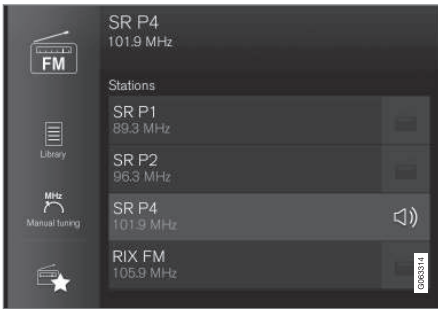 FM
SR P4
101.9 MHz
Stations
SR P1
89.3 MHz
Library
SR P2
96.3 MHz
MHz
Manual tuning
SR P4
101.9 MHz
RIX FM
105.9 MHz
G063314